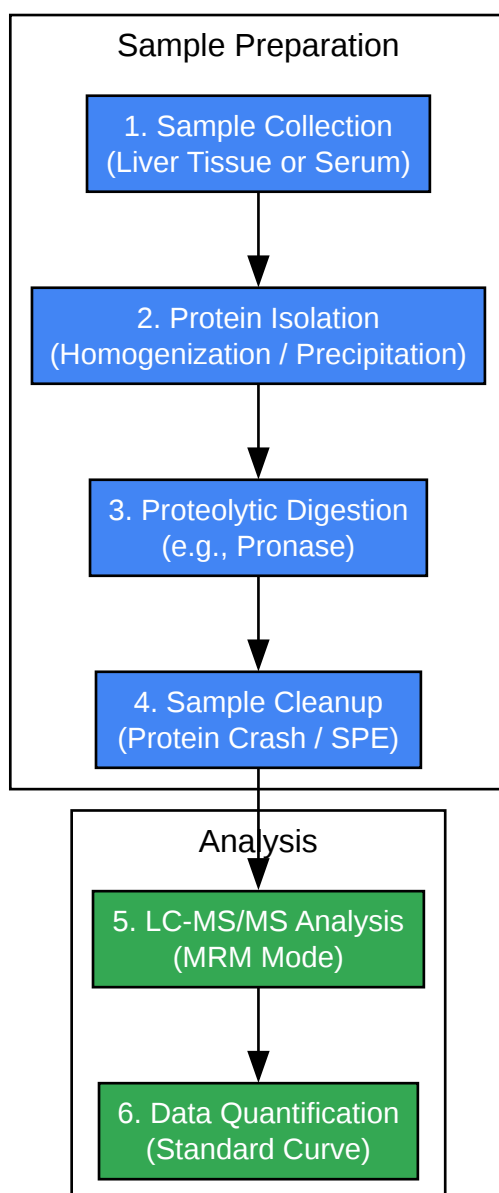 Sample Preparation
1. Sample Collection
(Liver Tissue or Serum)
2. Protein Isolation
(Homogenization / Precipitation)
3. Proteolytic Digestion
(e.g., Pronase)
4. Sample Cleanup
(Protein Crash / SPE)
Analysis
5. LC-MS/MS Analysis
(MRM Mode)
6. Data Quantification
(Standard Curve)